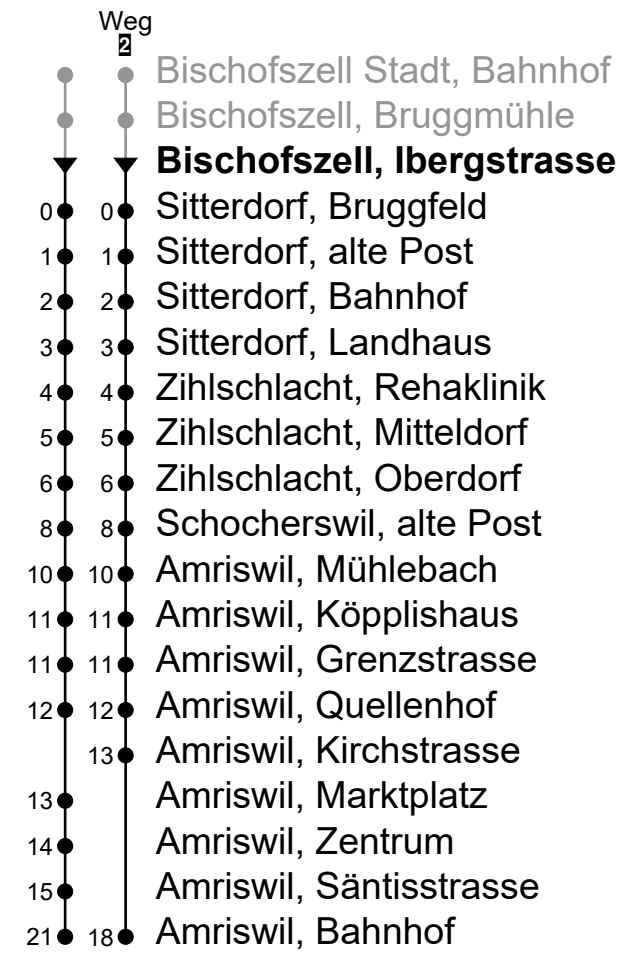 Weg
2
Bischofszell Stadt, Bahnhof
Bischofszell, Bruggmühle
Bischofszell, Ibergstrasse
0 0 Sitterdorf, Bruggfeld
1 1 Sitterdorf, alte Post
2 2 Sitterdorf, Bahnhof
3 3 Sitterdorf, Landhaus
4 4 Zihlschlacht, Rehaklinik
5 5 Zihlschlacht, Mitteldorf
6 6 Zihlschlacht, Oberdorf
8 8 Schocherswil, alte Post
10 10 Amriswil, Mühlebach
11 11 Amriswil, Köpplishaus
11 11 Amriswil, Grenzstrasse
12 12 Amriswil, Quellenhof
13 Amriswil, Kirchstrasse
13 Amriswil, Marktplatz
14 Amriswil, Zentrum
15 Amriswil, Säntisstrasse
21 18 Amriswil, Bahnhof